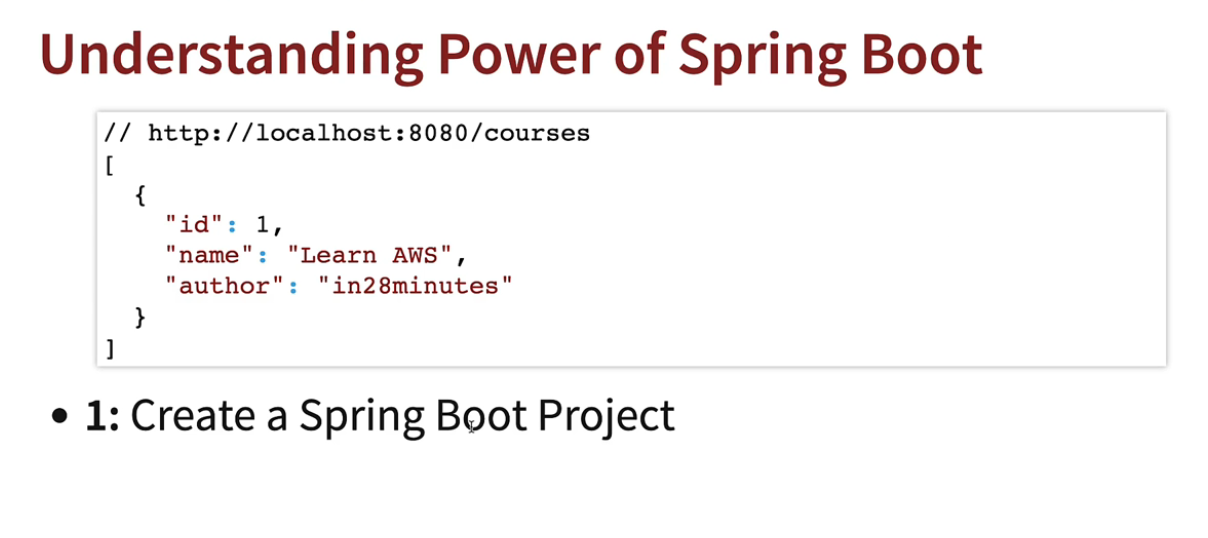 Understanding Power of Spring Boot
// http://localhost:8080/courses
[
  {
    "id": 1,
    "name": "Learn AWS",
    "author": "in28minutes"
  }
]
• 1: Create a Spring Boot Project